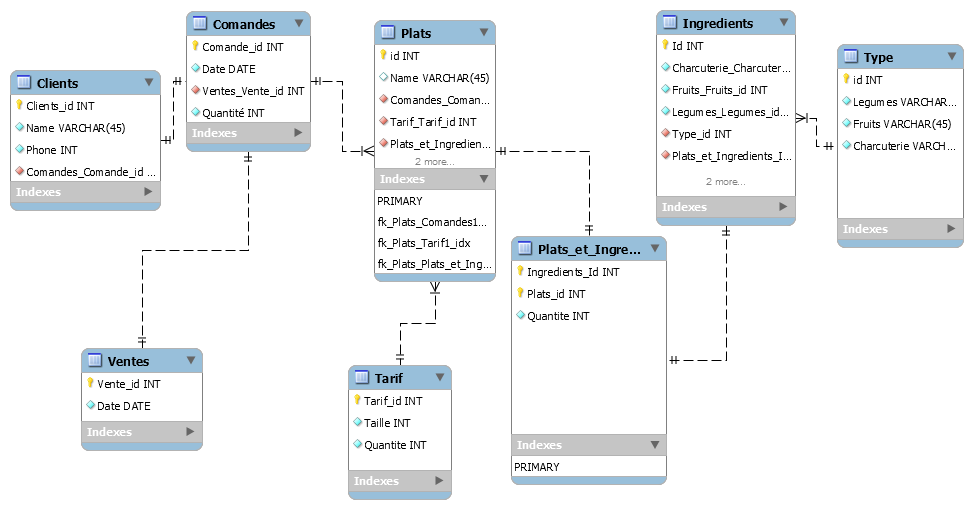 Clients
Clients_id INT
Name VARCHAR(45)
Phone INT
Comandes_Comande_id ...
Indexes
Comandes
Comande_id INT
Date DATE
Ventes_Vente_id INT
Quantité INT
Indexes
Plats
id INT
Name VARCHAR(45)
Comandes_Coman...
Tarif_Tarif_id INT
Plats_et_Ingredien...
2 more...
Indexes
PRIMARY
fk_Plats_Comandes1...
fk_Plats_Tarif1_idx
fk_Plats_Plats_et_Ing...
Ingredients
Id INT
Charcuterie_Charcuter...
Fruits_Fruits_id INT
Legumes_Legumes_id...
Type_id INT
Plats_et_Ingredients_I...
2 more...
Indexes
Type
id INT
Legumes VARCHAR...
Fruits VARCHAR(45)
Charcuterie VARCH...
Indexes
Plats_et_Ingre...
Ingredients_Id INT
Plats_id INT
Quantite INT
Indexes
PRIMARY
Ventes
Vente_id INT
Date DATE
Indexes
Tarif
Tarif_id INT
Taille INT
Quantite INT
Indexes